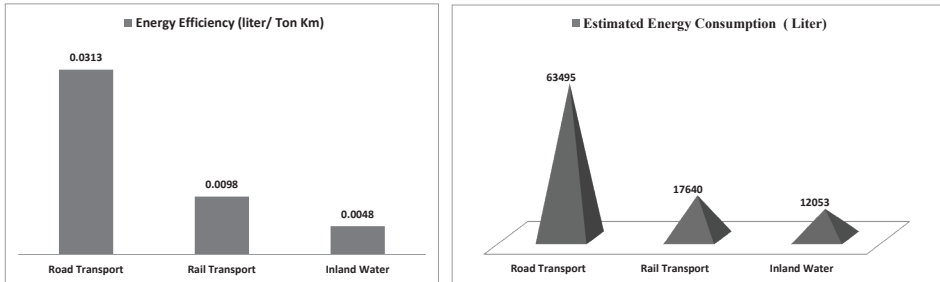 Energy Efficiency (liter/ Ton Km)
0.0313
0.0098
0.0048
Road Transport Rail Transport Inland Water
Estimated Energy Consumption ( Liter)
63495
17640
12053
Road Transport Rail Transport Inland Water